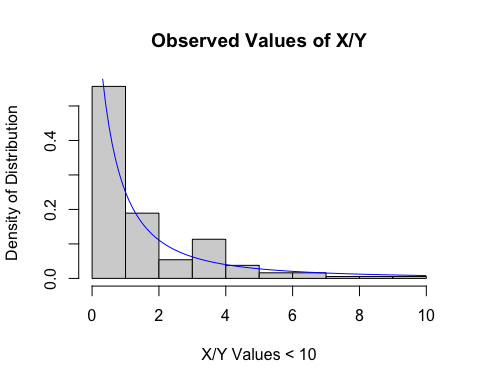 Observed Values of X/Y
Density of Distribution
0.4
0.2
0.0
0 2 4 6 8 10
X/Y Values < 10